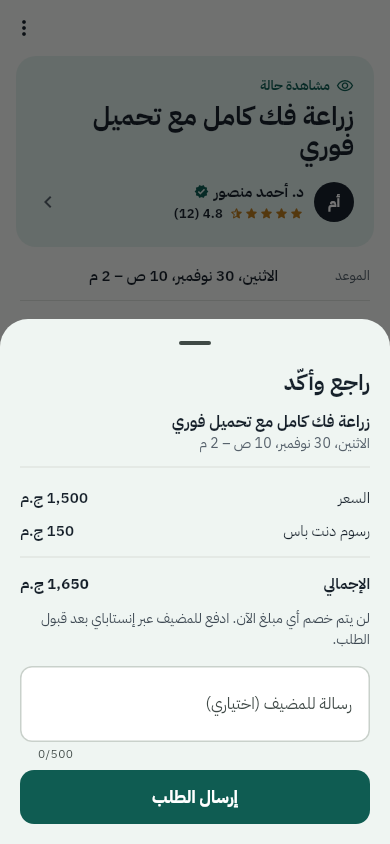 مشاهدة حالة
زراعة فك كامل مع تحميل
فوري
أم
د. أحمد منصور
4.8 (12)
الموعد
الاثنين، 30 نوفمبر، 10 ص – 2 م
راجع وأكّد
زراعة فك كامل مع تحميل فوري
الاثنين، 30 نوفمبر، 10 ص – 2 م
السعر
1,500 ج.م
رسوم دنت باس
150 ج.م
الإجمالي
1,650 ج.م
لن يتم خصم أي مبلغ الآن. ادفع للمضيف عبر إنستاباي بعد قبول
الطلب.
رسالة للمضيف (اختياري)
0/500
إرسال الطلب